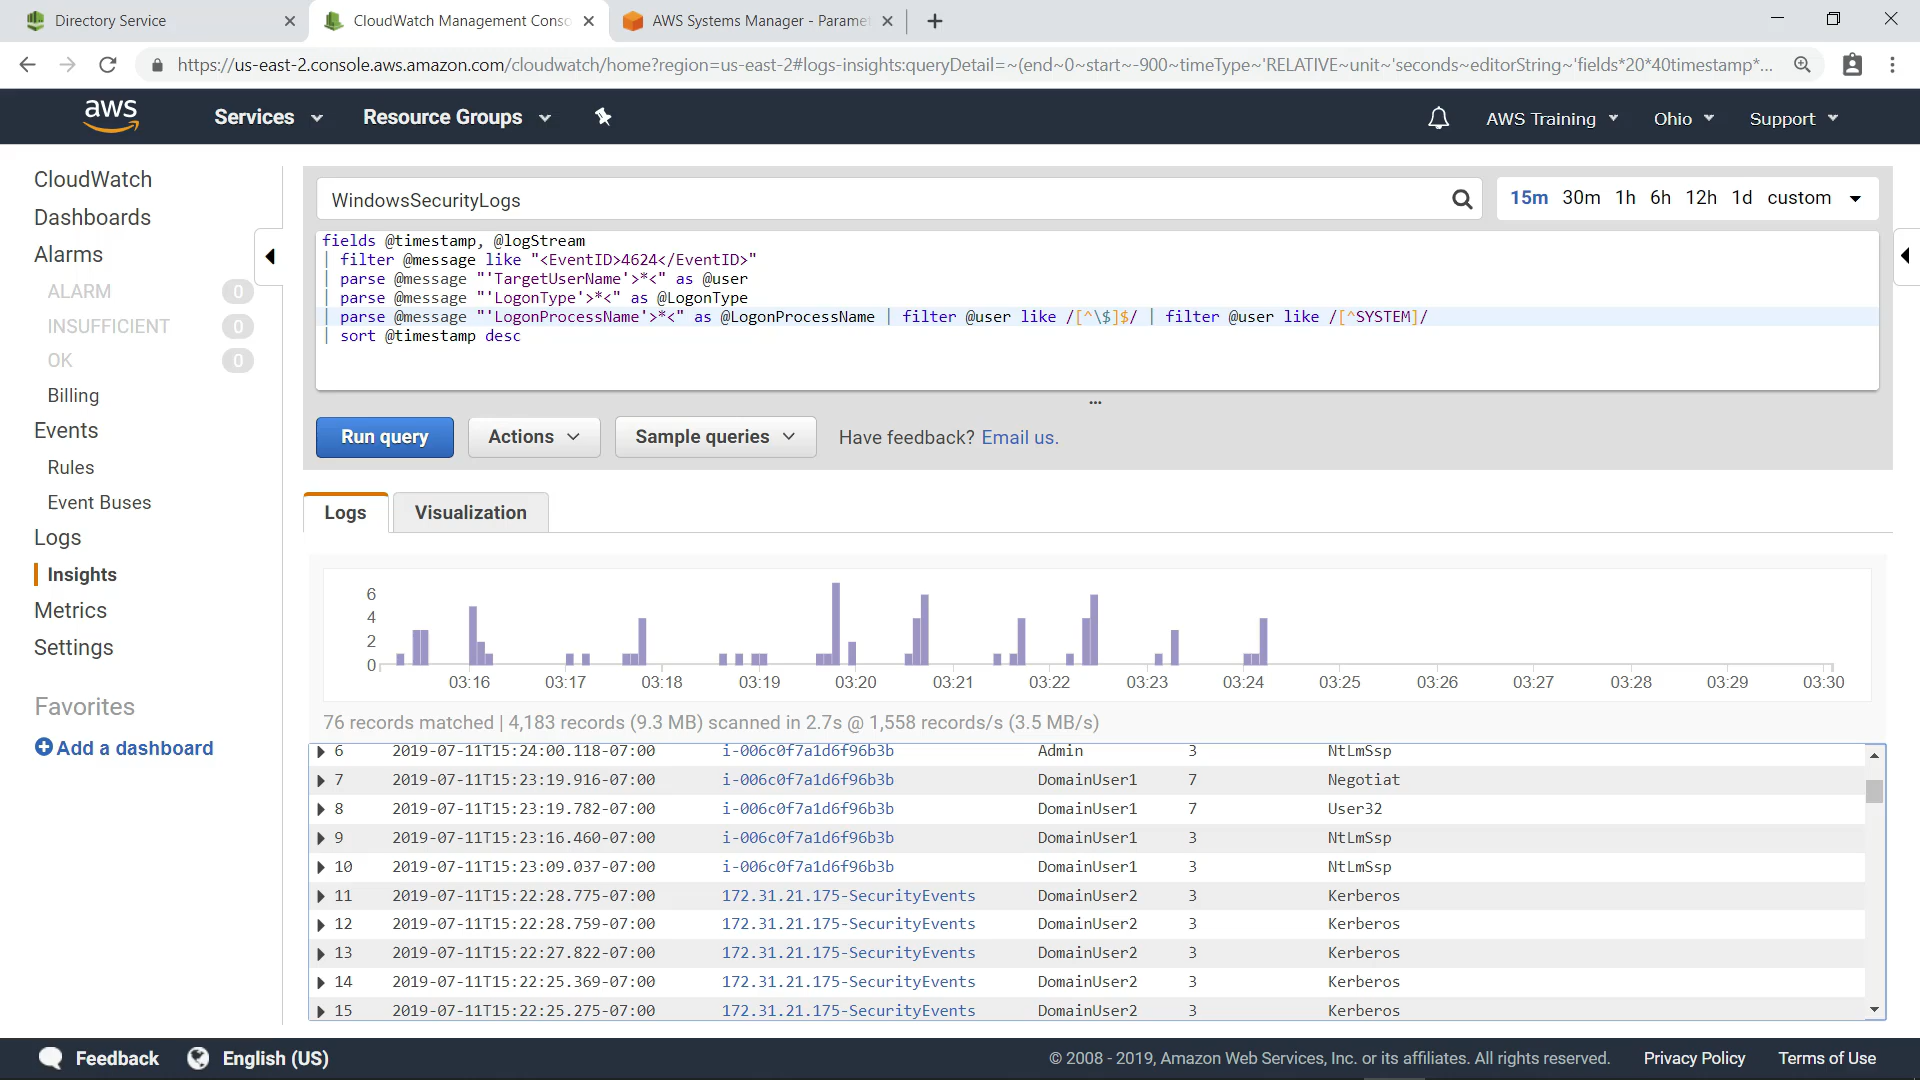 Directory Service
CloudWatch Management Conso
AWS Systems Manager - Parame
https://us-east-2.console.aws.amazon.com/cloudwatch/home?region=us-east-2#logs-insights:queryDetail=~(end~0~start~-900~timeType~'RELATIVE~unit~'seconds~editorString~'fields*20*40timestamp*...
aws
Services
Resource Groups
AWS Training
Ohio
Support
CloudWatch
Dashboards
Alarms
ALARM 0
INSUFFICIENT 0
OK 0
Billing
Events
Rules
Event Buses
Logs
Insights
Metrics
Settings
Favorites
Add a dashboard
WindowsSecurityLogs
15m 30m 1h 6h 12h 1d custom
fields @timestamp, @logStream
| filter @message like "<EventID>4624</EventID>"
| parse @message "'TargetUserName'>*<" as @user
| parse @message "'LogonType'>*<" as @LogonType
| parse @message "'LogonProcessName'>*<" as @LogonProcessName | filter @user like /[^\$]$/ | filter @user like /[^SYSTEM]/
| sort @timestamp desc
...
Run query
Actions
Sample queries
Have feedback? Email us.
Logs
Visualization
6
4
2
0
03:16 03:17 03:18 03:19 03:20 03:21 03:22 03:23 03:24 03:25 03:26 03:27 03:28 03:29 03:30
76 records matched | 4,183 records (9.3 MB) scanned in 2.7s @ 1,558 records/s (3.5 MB/s)
6 2019-07-11T15:24:00.118-07:00 i-006c0f7a1d6f96b3b Admin 3 NtLmSsp
7 2019-07-11T15:23:19.916-07:00 i-006c0f7a1d6f96b3b DomainUser1 7 Negotiat
8 2019-07-11T15:23:19.782-07:00 i-006c0f7a1d6f96b3b DomainUser1 7 User32
9 2019-07-11T15:23:16.460-07:00 i-006c0f7a1d6f96b3b DomainUser1 3 NtLmSsp
10 2019-07-11T15:23:09.037-07:00 i-006c0f7a1d6f96b3b DomainUser1 3 NtLmSsp
11 2019-07-11T15:22:28.775-07:00 172.31.21.175-SecurityEvents DomainUser2 3 Kerberos
12 2019-07-11T15:22:28.759-07:00 172.31.21.175-SecurityEvents DomainUser2 3 Kerberos
13 2019-07-11T15:22:27.822-07:00 172.31.21.175-SecurityEvents DomainUser2 3 Kerberos
14 2019-07-11T15:22:25.369-07:00 172.31.21.175-SecurityEvents DomainUser2 3 Kerberos
15 2019-07-11T15:22:25.275-07:00 172.31.21.175-SecurityEvents DomainUser2 3 Kerberos
Feedback
English (US)
© 2008 - 2019, Amazon Web Services, Inc. or its affiliates. All rights reserved.
Privacy Policy
Terms of Use